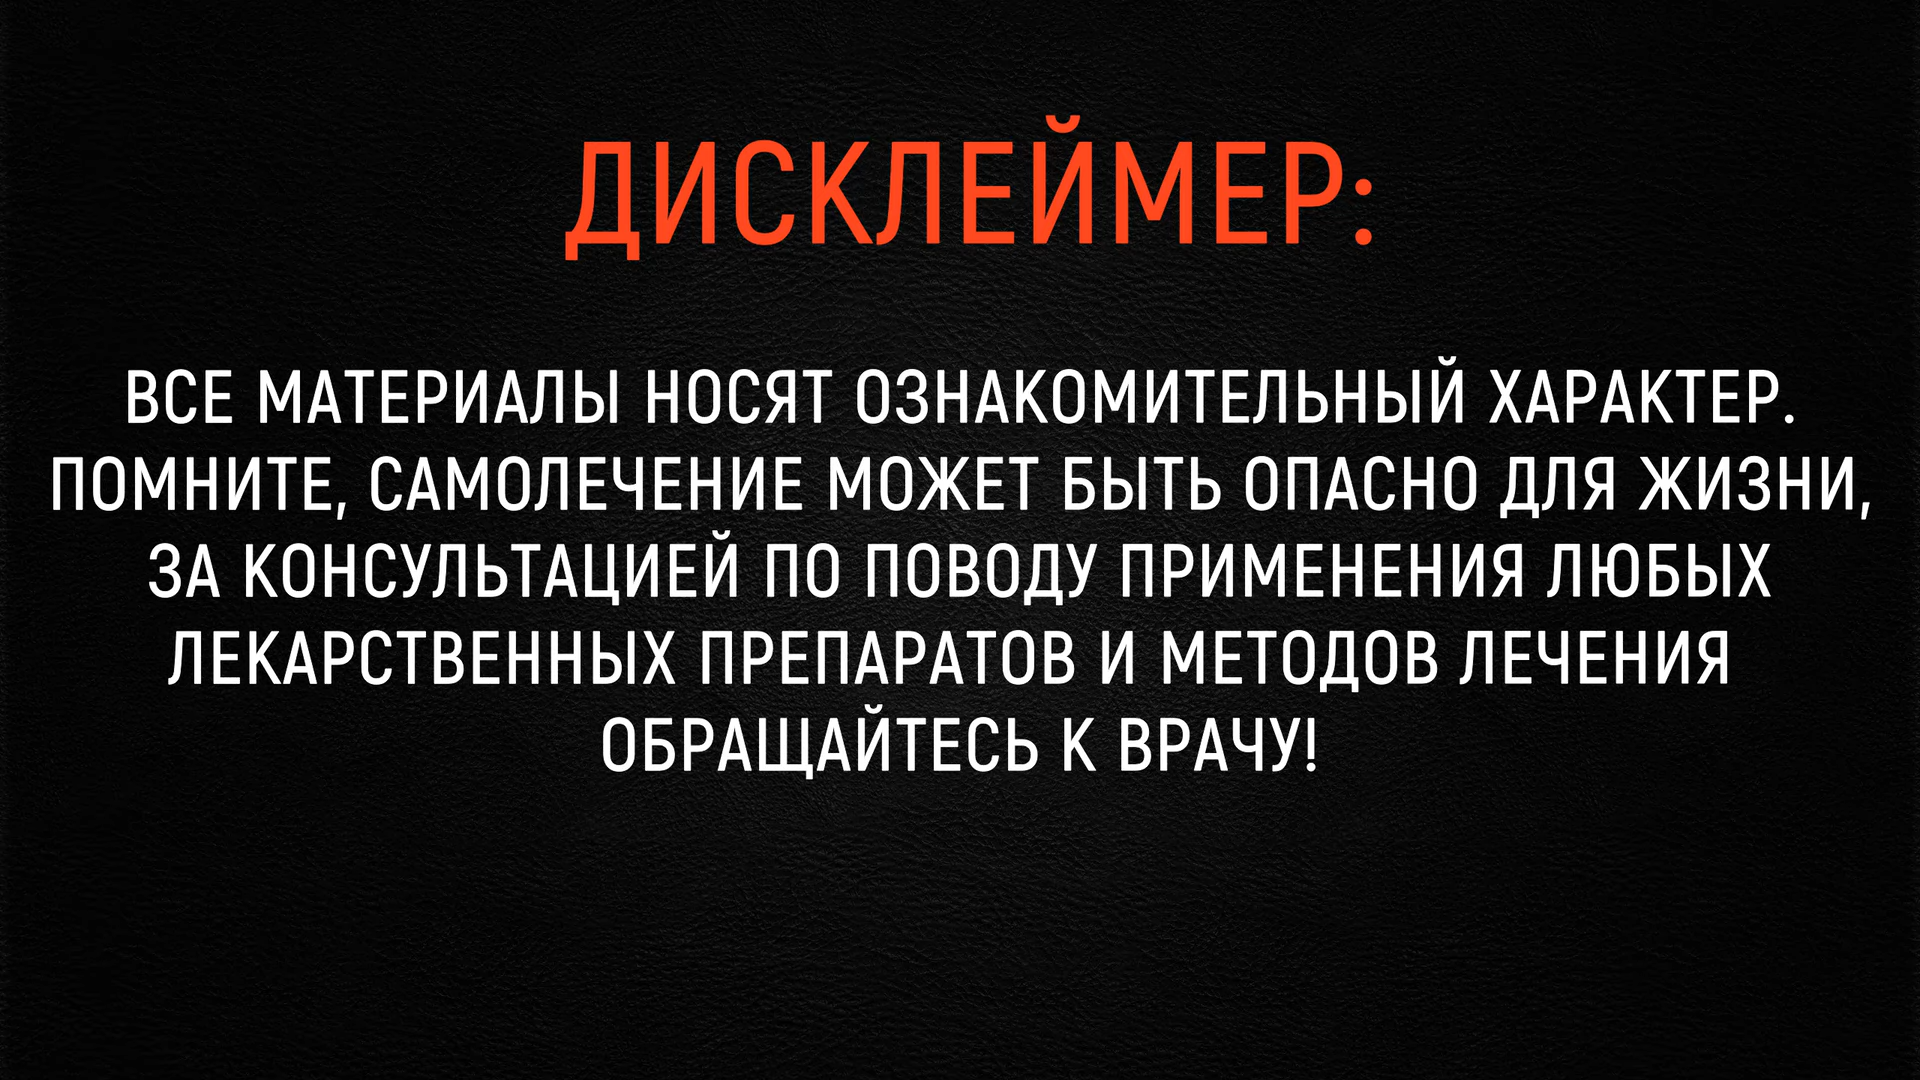 ДИСКЛЕЙМЕР:
ВСЕ МАТЕРИАЛЫ НОСЯТ ОЗНАКОМИТЕЛЬНЫЙ ХАРАКТЕР.
ПОМНИТЕ, САМОЛЕЧЕНИЕ МОЖЕТ БЫТЬ ОПАСНО ДЛЯ ЖИЗНИ,
ЗА КОНСУЛЬТАЦИЕЙ ПО ПОВОДУ ПРИМЕНЕНИЯ ЛЮБЫХ
ЛЕКАРСТВЕННЫХ ПРЕПАРАТОВ И МЕТОДОВ ЛЕЧЕНИЯ
ОБРАЩАЙТЕСЬ К ВРАЧУ!